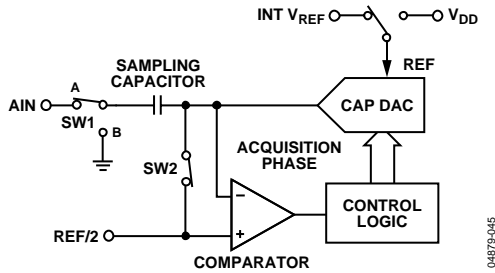 INT VREF
VDD
REF
SAMPLING
CAPACITOR
AIN
A
SW1
B
CAP DAC
ACQUISITION
PHASE
SW2
−
+
REF/2
COMPARATOR
CONTROL
LOGIC
04879-045